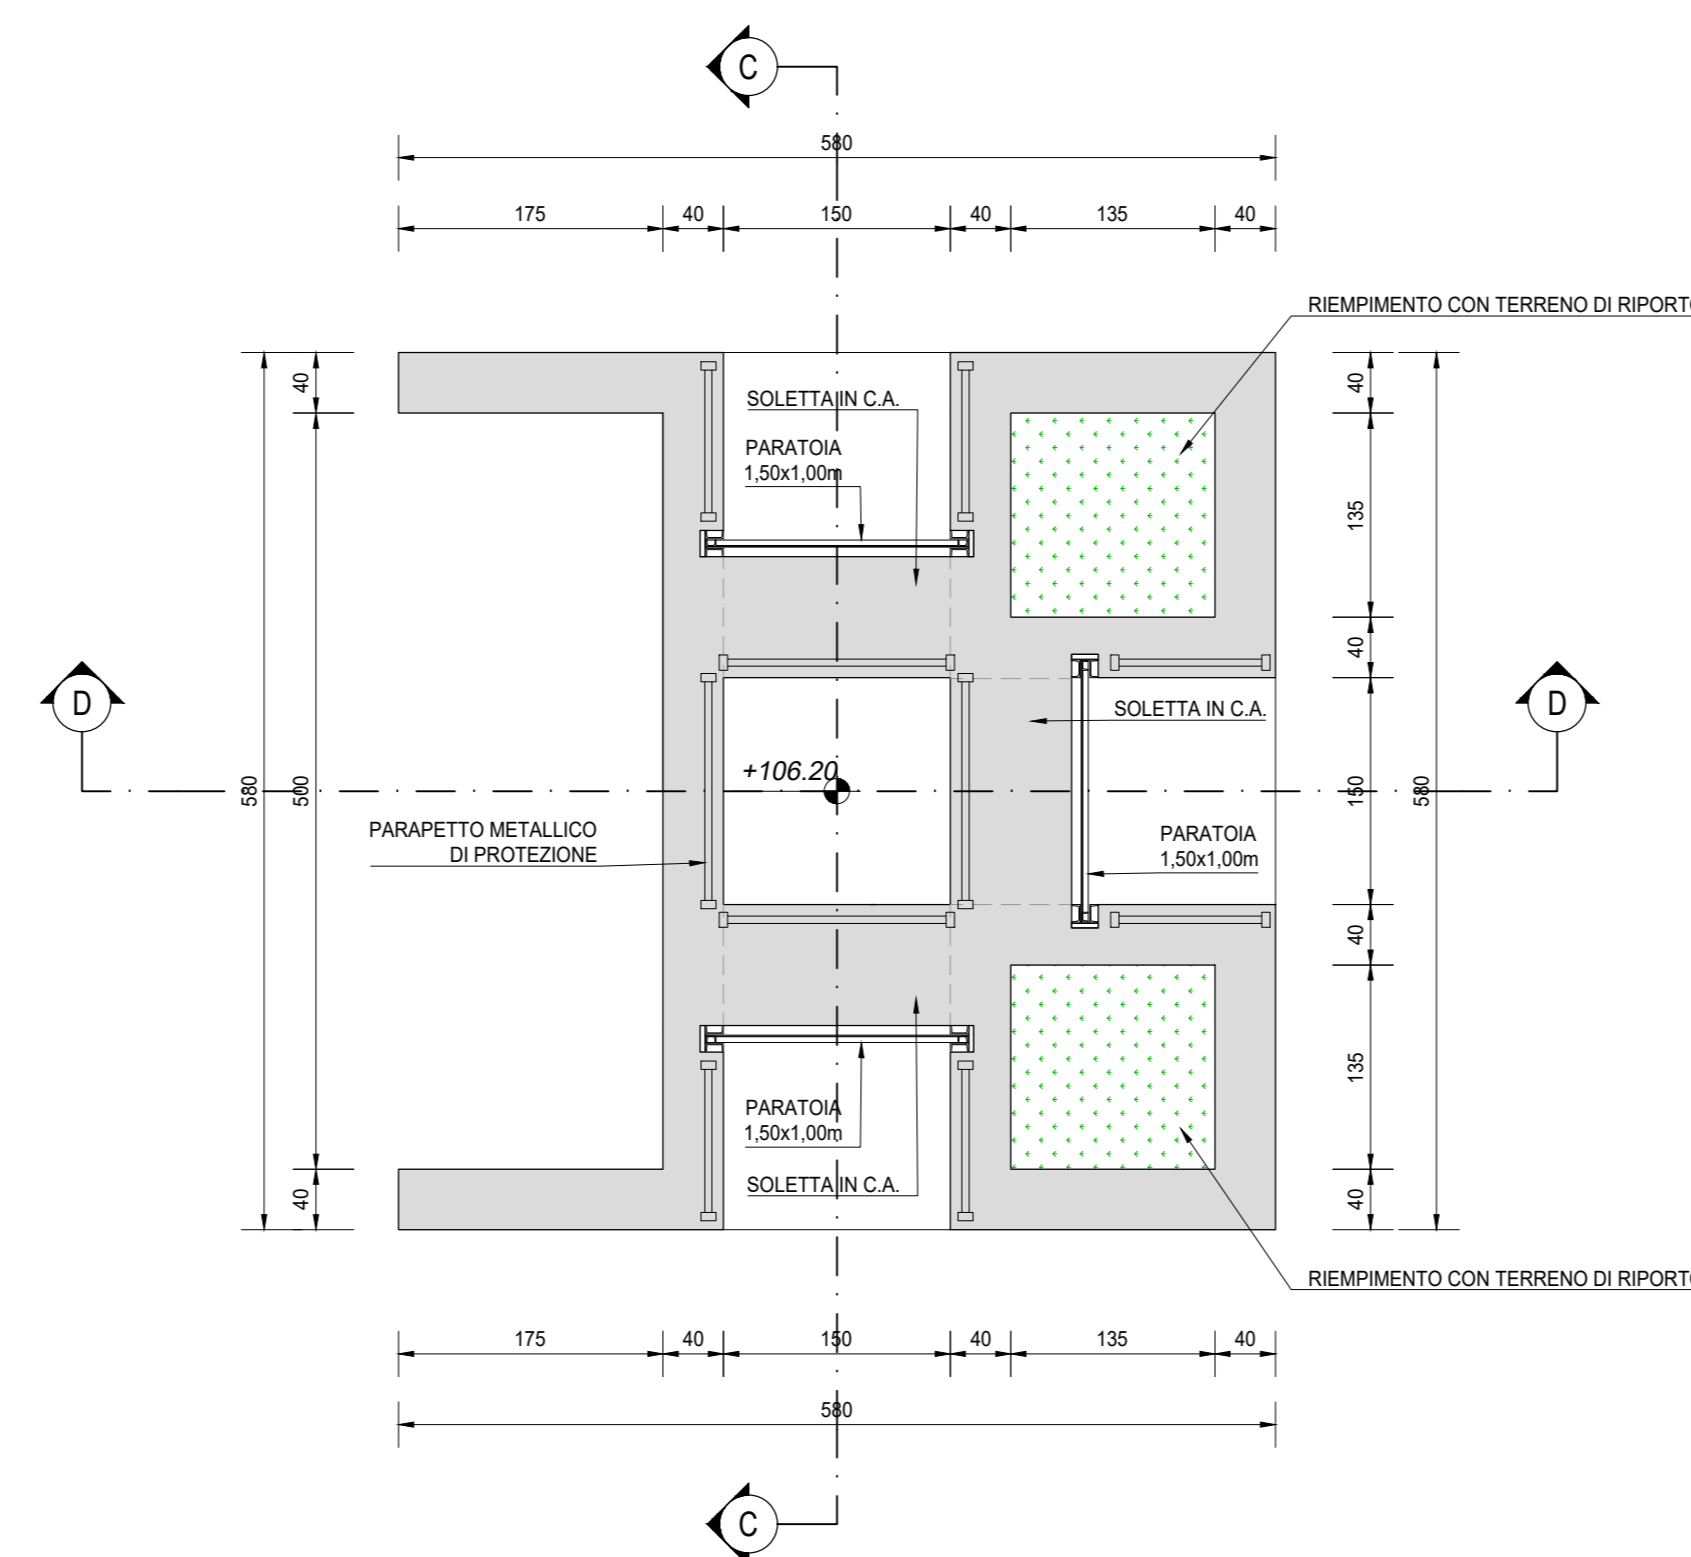 C
580
175 40 150 40 135 40
RIEMPIMENTO CON TERRENO DI RIPORTO
40
40
SOLETTA IN C.A.
PARATOIA
1,50x1,00m
135
40
D
D
SOLETTA IN C.A.
+106.20
580
500
150
580
PARAPETTO METALLICO
DI PROTEZIONE
PARATOIA
1,50x1,00m
40
135
PARATOIA
1,50x1,00m
SOLETTA IN C.A.
40
40
RIEMPIMENTO CON TERRENO DI RIPORTO
175 40 150 40 135 40
580
C